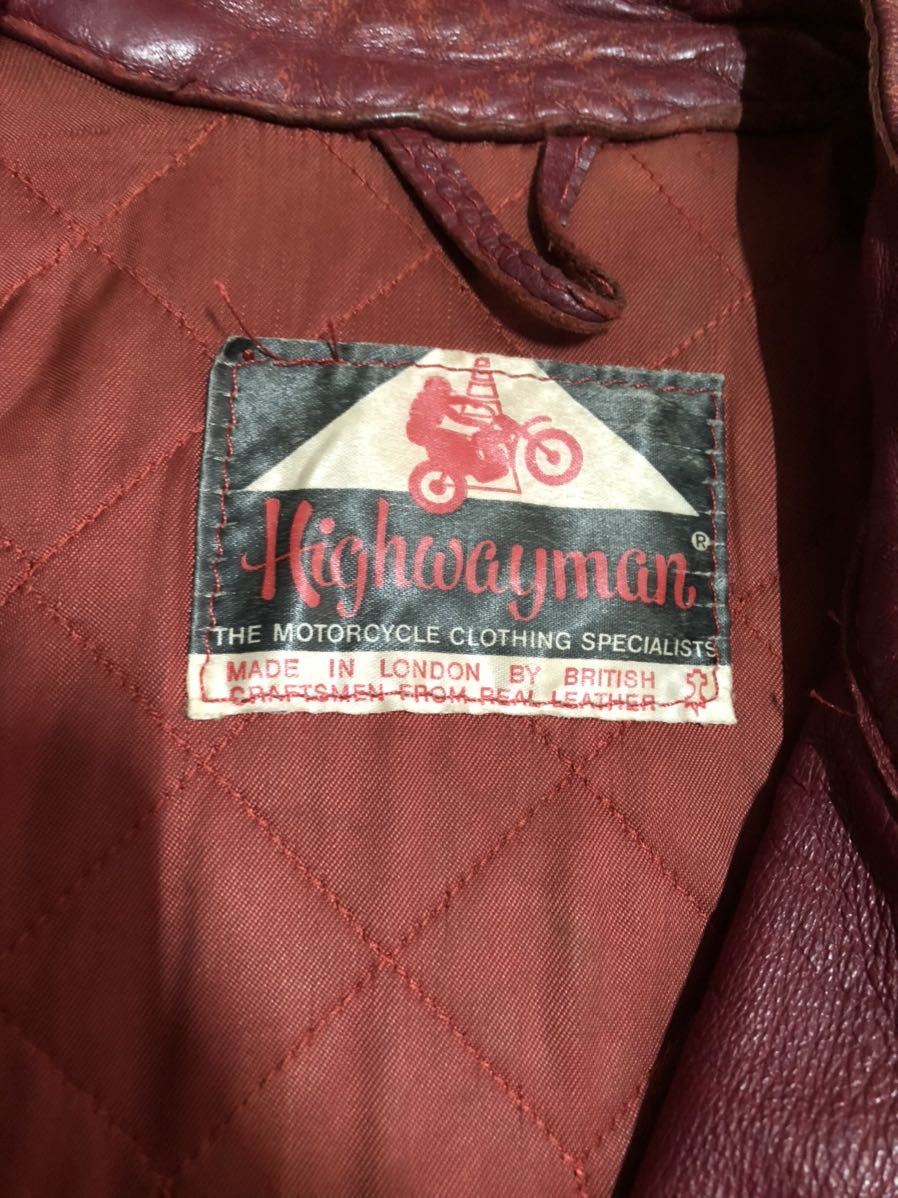 Highwayman ®
THE MOTORCYCLE CLOTHING SPECIALISTS
MADE IN LONDON BY BRITISH
CRAFTSMEN FROM REAL LEATHER